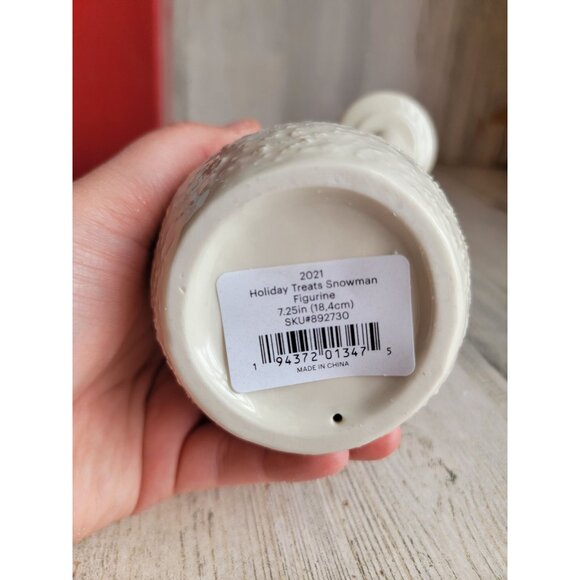 2021
Holiday Treats Snowman
Figurine
7.25in (18,4cm)
SKU#892730
1 94372 01347 5
MADE IN CHINA